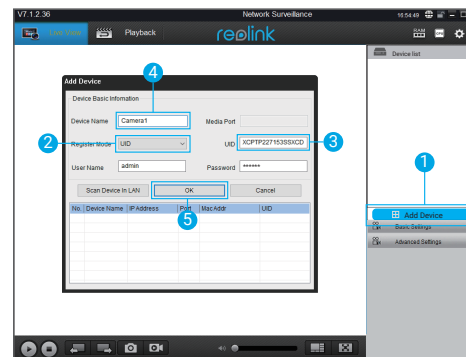 V7.1.2.36 Network Surveillance 16:54:49
Live View Playback reolink RAM CPU
Device list
Add Device
Device Basic Information
4
Device Name Camera1 Media Port
2 Register Mode UID UID XCPTP227153SSXCD 3
User Name admin Password ******
1
Scan Device in LAN OK Cancel
5
No. Device Name IP Address Port Mac Addr UID
Add Device
Basic Settings
Advanced Settings